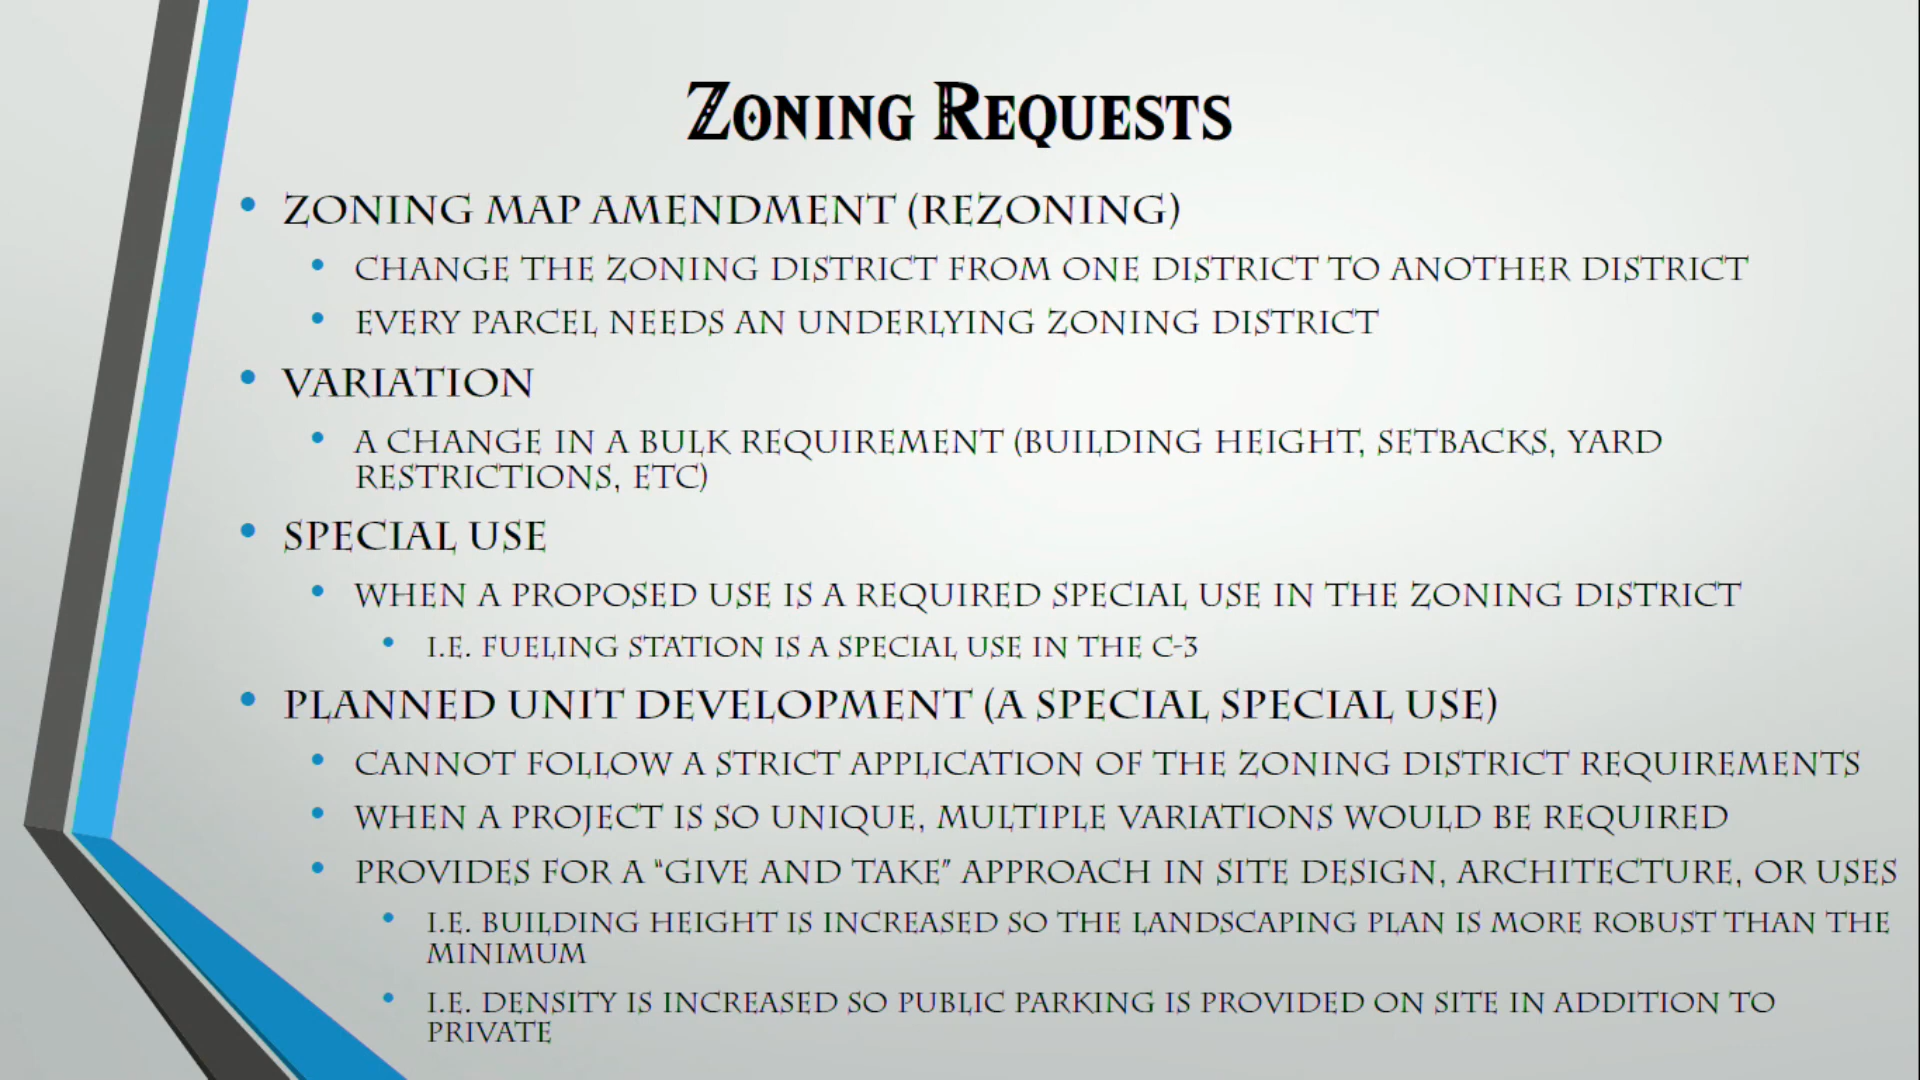 Zoning Requests
• ZONING MAP AMENDMENT (REZONING)
• CHANGE THE ZONING DISTRICT FROM ONE DISTRICT TO ANOTHER DISTRICT
• EVERY PARCEL NEEDS AN UNDERLYING ZONING DISTRICT
• VARIATION
• A CHANGE IN A BULK REQUIREMENT (BUILDING HEIGHT, SETBACKS, YARD
RESTRICTIONS, ETC)
• SPECIAL USE
• WHEN A PROPOSED USE IS A REQUIRED SPECIAL USE IN THE ZONING DISTRICT
• I.E. FUELING STATION IS A SPECIAL USE IN THE C-3
• PLANNED UNIT DEVELOPMENT (A SPECIAL SPECIAL USE)
• CANNOT FOLLOW A STRICT APPLICATION OF THE ZONING DISTRICT REQUIREMENTS
• WHEN A PROJECT IS SO UNIQUE, MULTIPLE VARIATIONS WOULD BE REQUIRED
• PROVIDES FOR A “GIVE AND TAKE” APPROACH IN SITE DESIGN, ARCHITECTURE, OR USES
• I.E. BUILDING HEIGHT IS INCREASED SO THE LANDSCAPING PLAN IS MORE ROBUST THAN THE
MINIMUM
• I.E. DENSITY IS INCREASED SO PUBLIC PARKING IS PROVIDED ON SITE IN ADDITION TO
PRIVATE